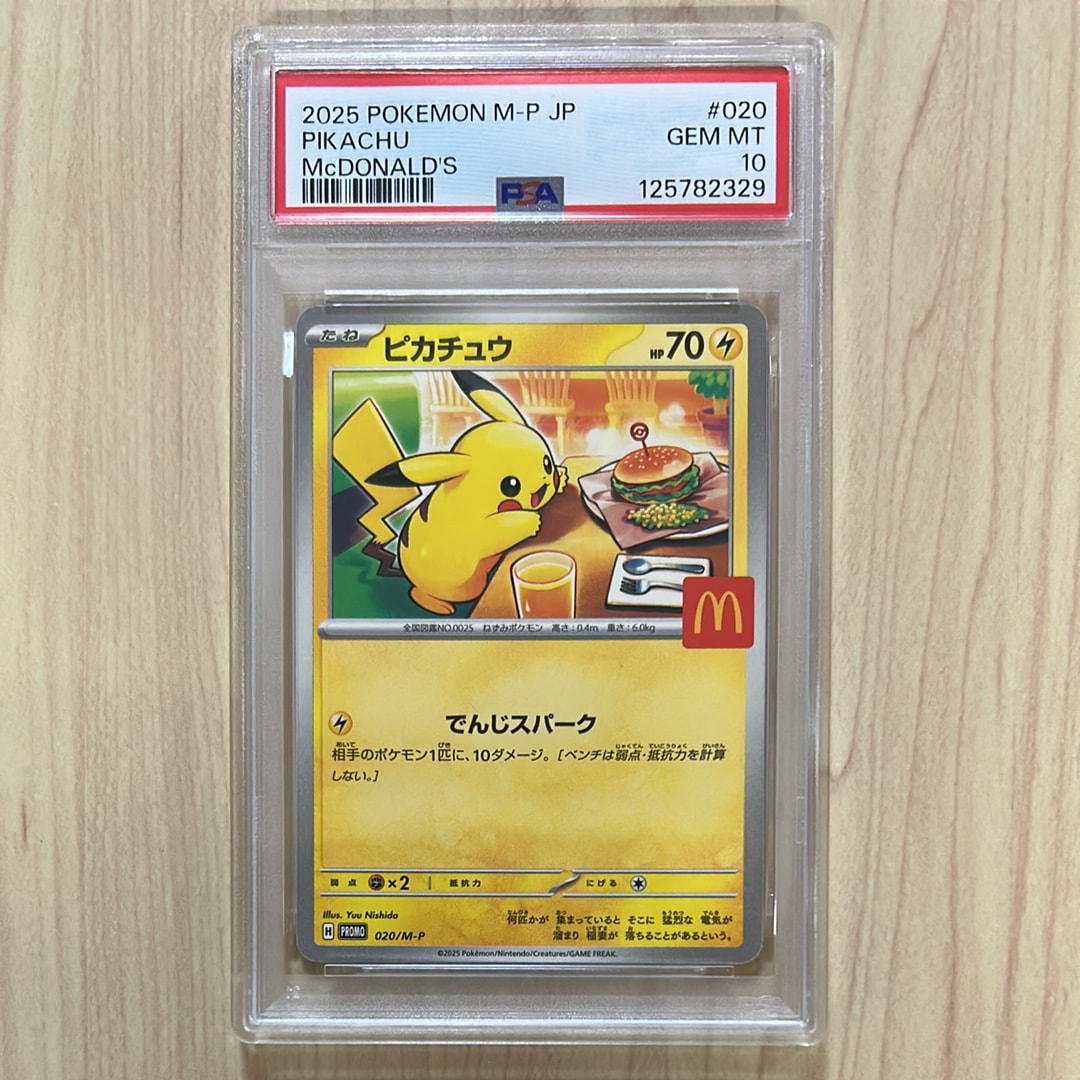 2025 POKEMON M-P JP
#020
PIKACHU
GEM MT
McDONALD'S
10
PSA
125782329
たね
ピカチュウ
HP70
M
全国図鑑NO.0025 ねずみポケモン 高さ：0.4m 重さ：6.0kg
でんじスパーク
相手のポケモン1匹に、10ダメージ。［ベンチは弱点・抵抗力を計算
しない。］
弱点 ×2 抵抗力 にげる
Illus. Yuu Nishida
何匹かが 集まっていると そこに 猛烈な 電気が
溜まり 稲妻が 落ちることがあるという。
H PROMO 020/M-P
©2025 Pokémon/Nintendo/Creatures/GAME FREAK.